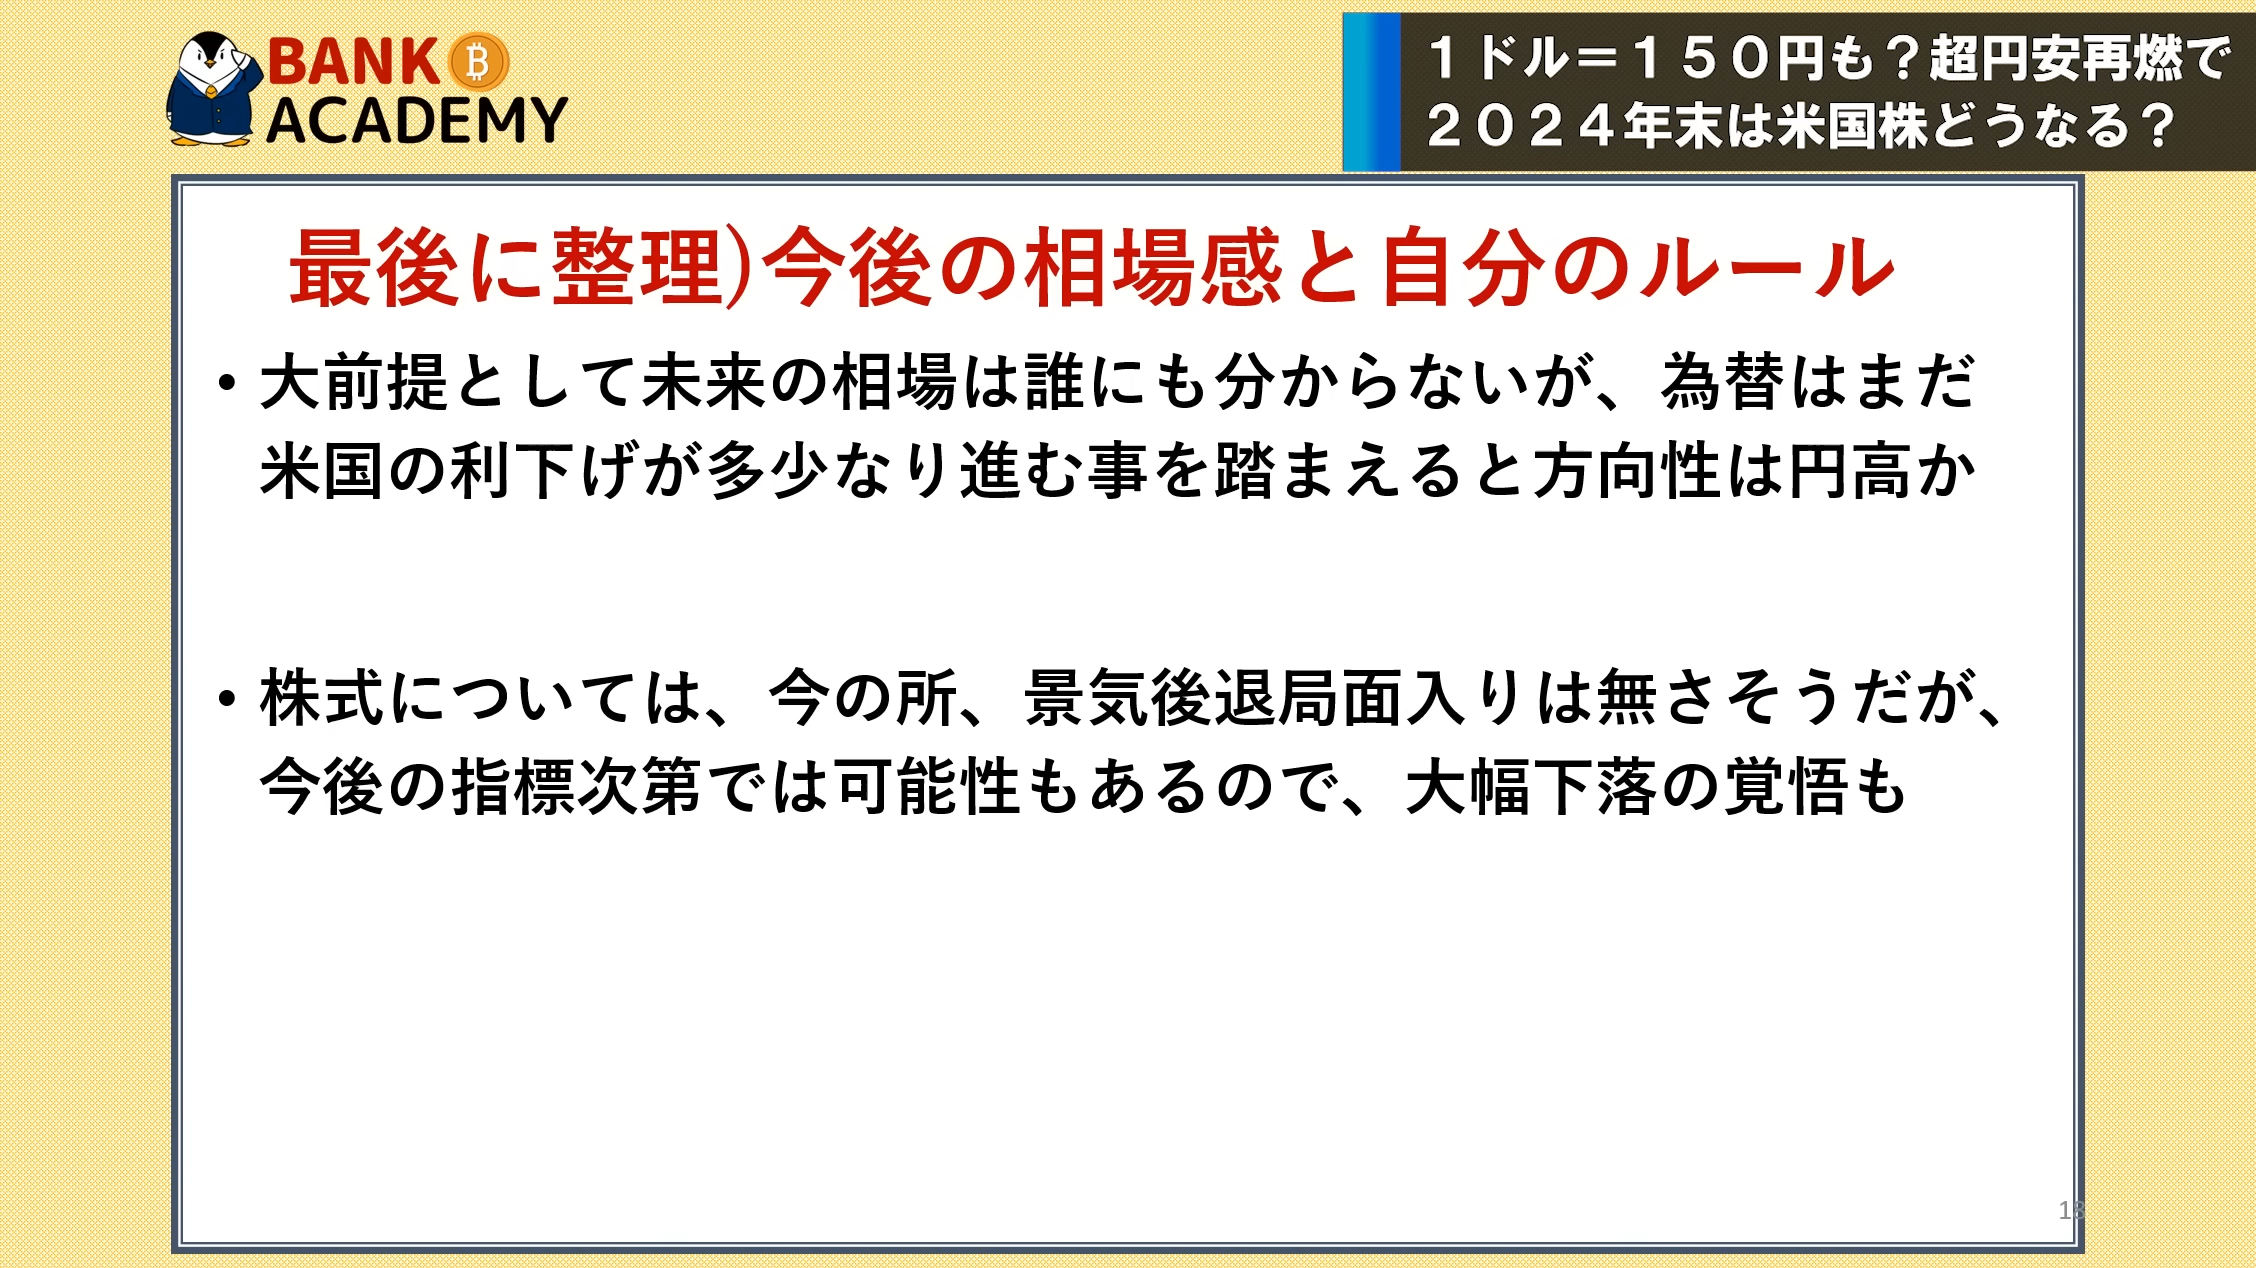 BANK
ACADEMY
１ドル＝１５０円も？超円安再燃で
２０２４年末は米国株どうなる？
最後に整理)今後の相場感と自分のルール
• 大前提として未来の相場は誰にも分からないが、為替はまだ
米国の利下げが多少なり進む事を踏まえると方向性は円高か
• 株式については、今の所、景気後退局面入りは無さそうだが、
今後の指標次第では可能性もあるので、大幅下落の覚悟も
18